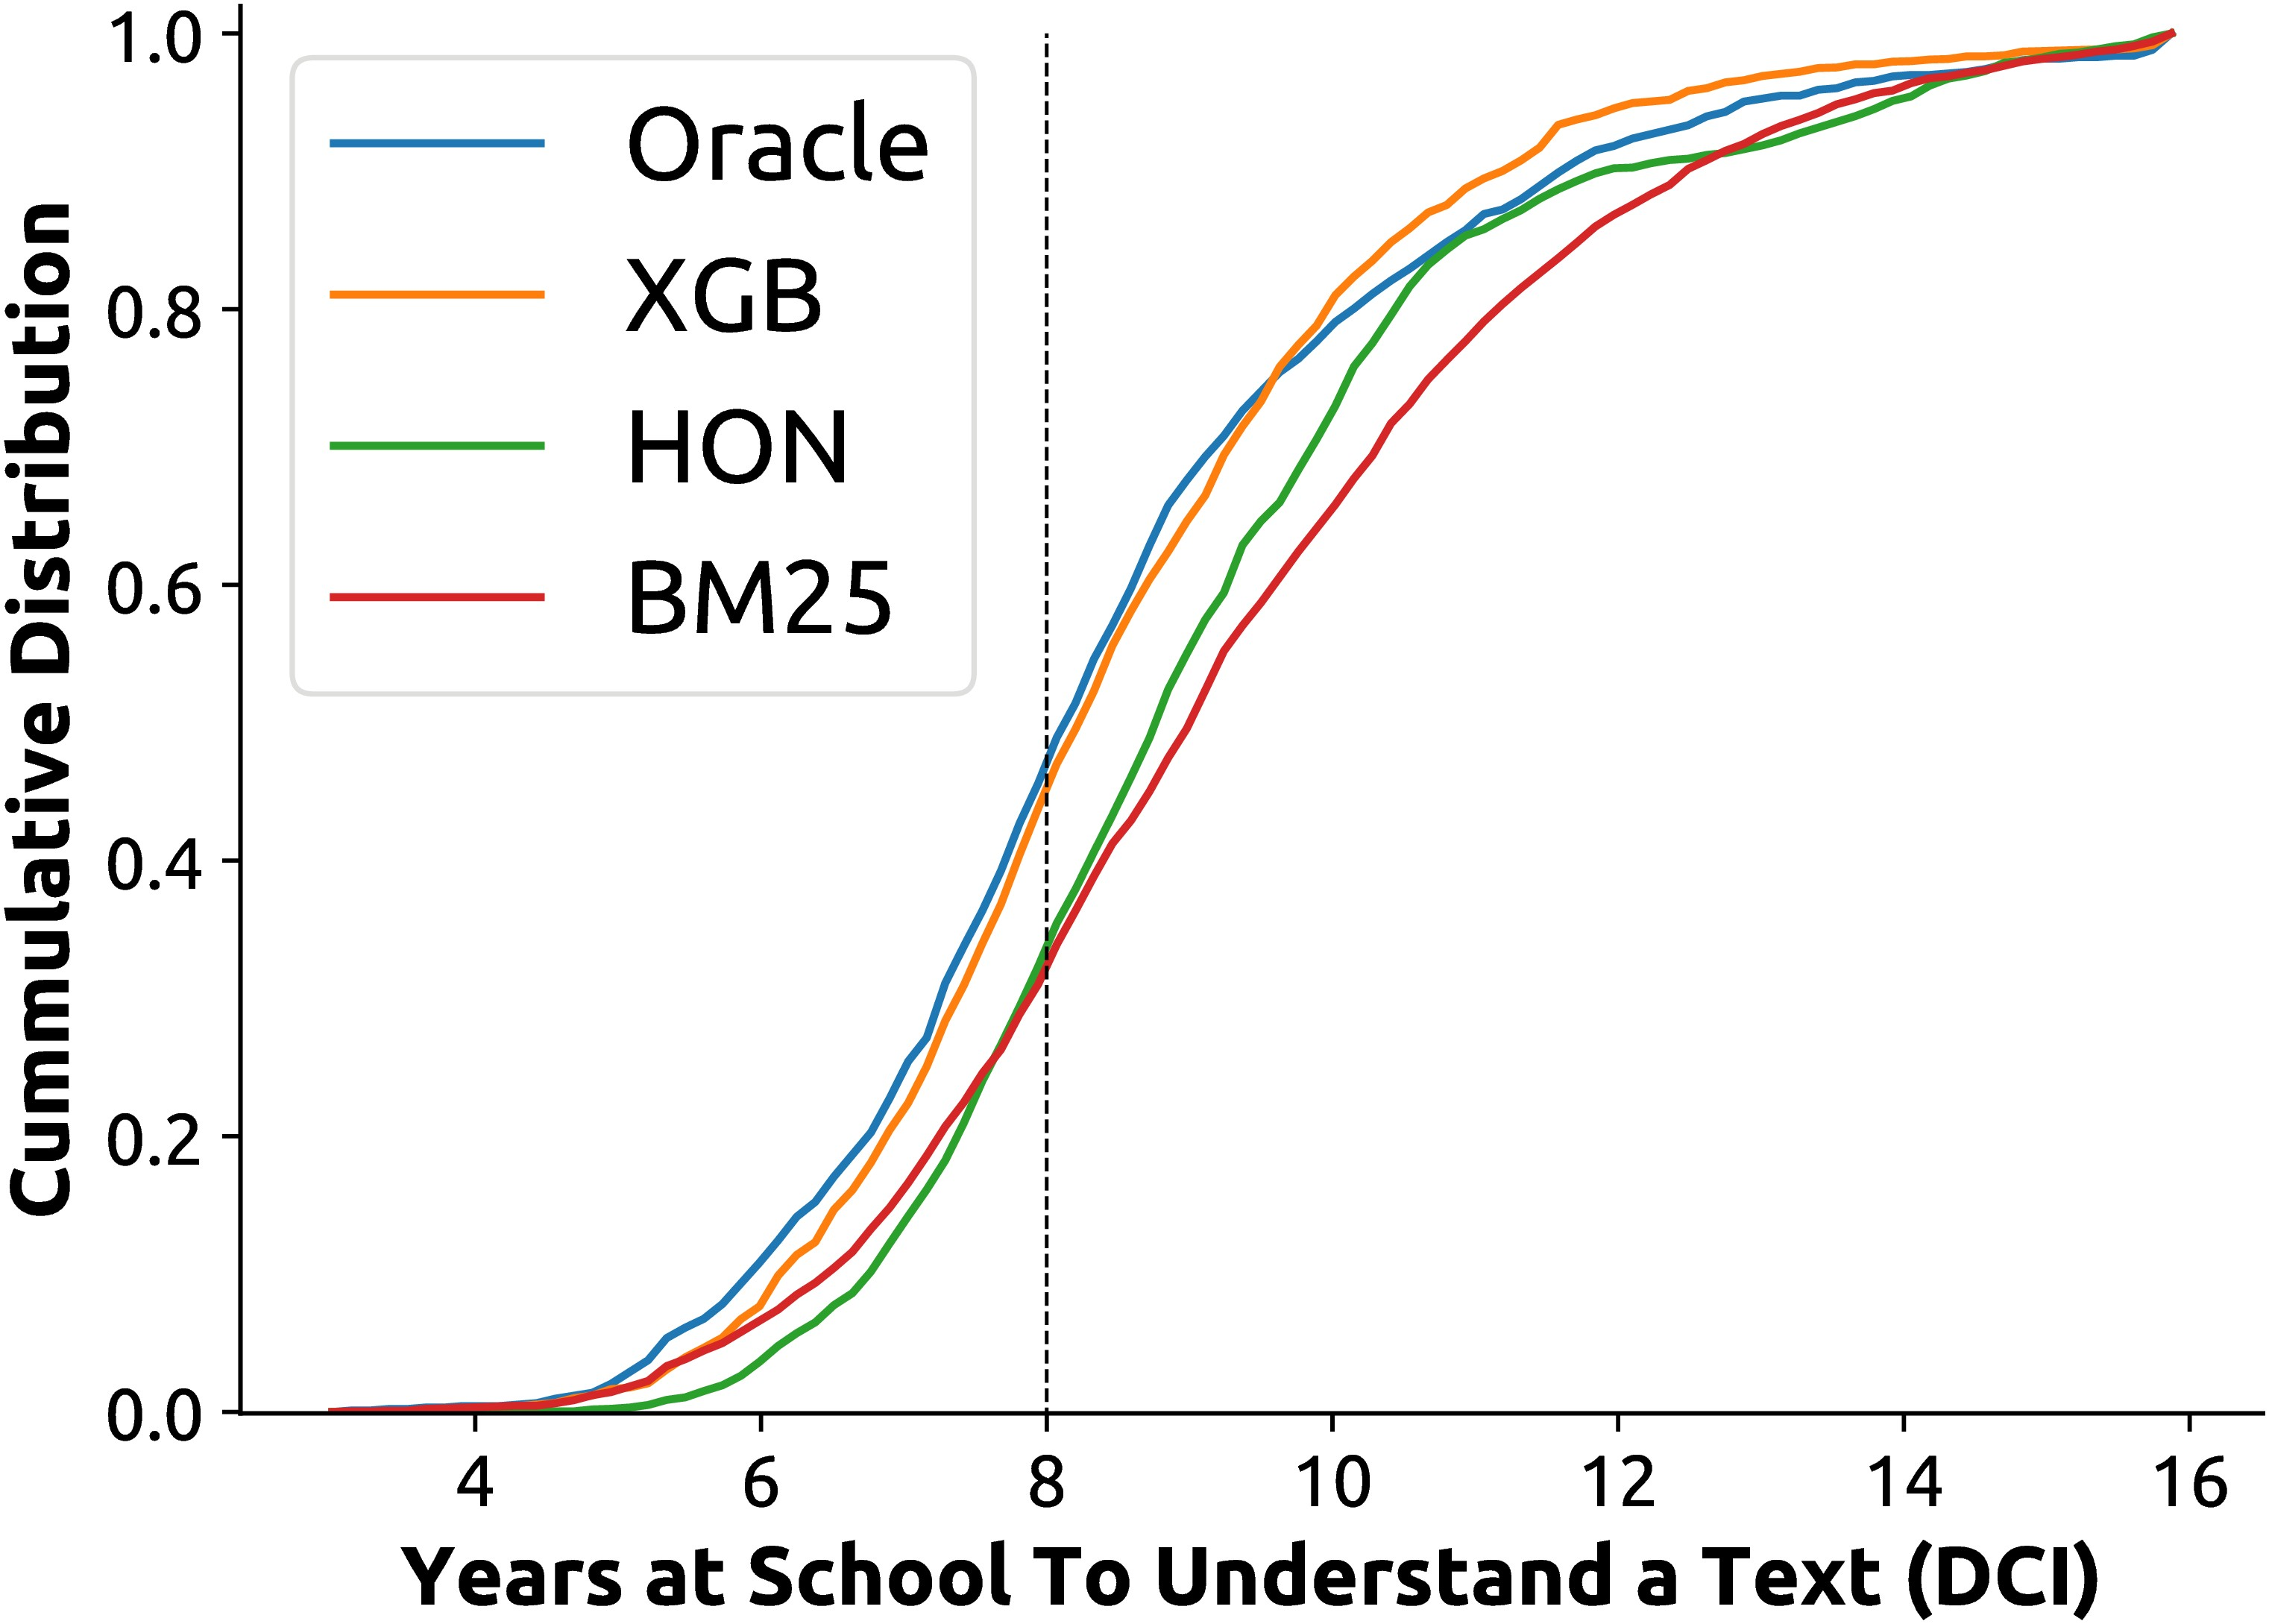 Cummulative Distribution
1.0
0.8
0.6
0.4
0.2
0.0
Oracle
XGB
HON
BM25
4 6 8 10 12 14 16
Years at School To Understand a Text (DCI)